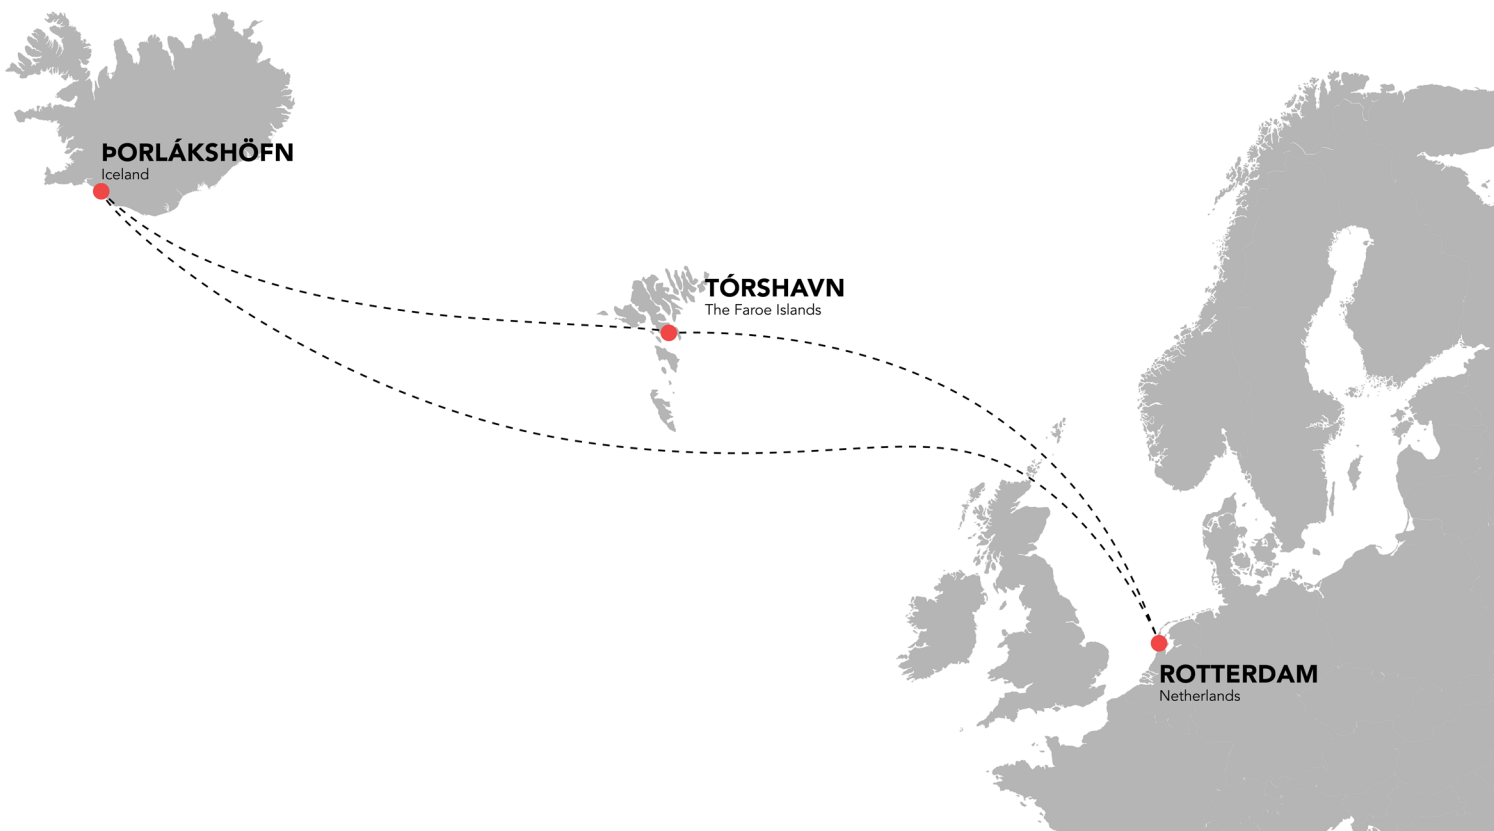 ÞORLÁKSHÖFN
Iceland
TÓRSHAVN
The Faroe Islands
ROTTERDAM
Netherlands